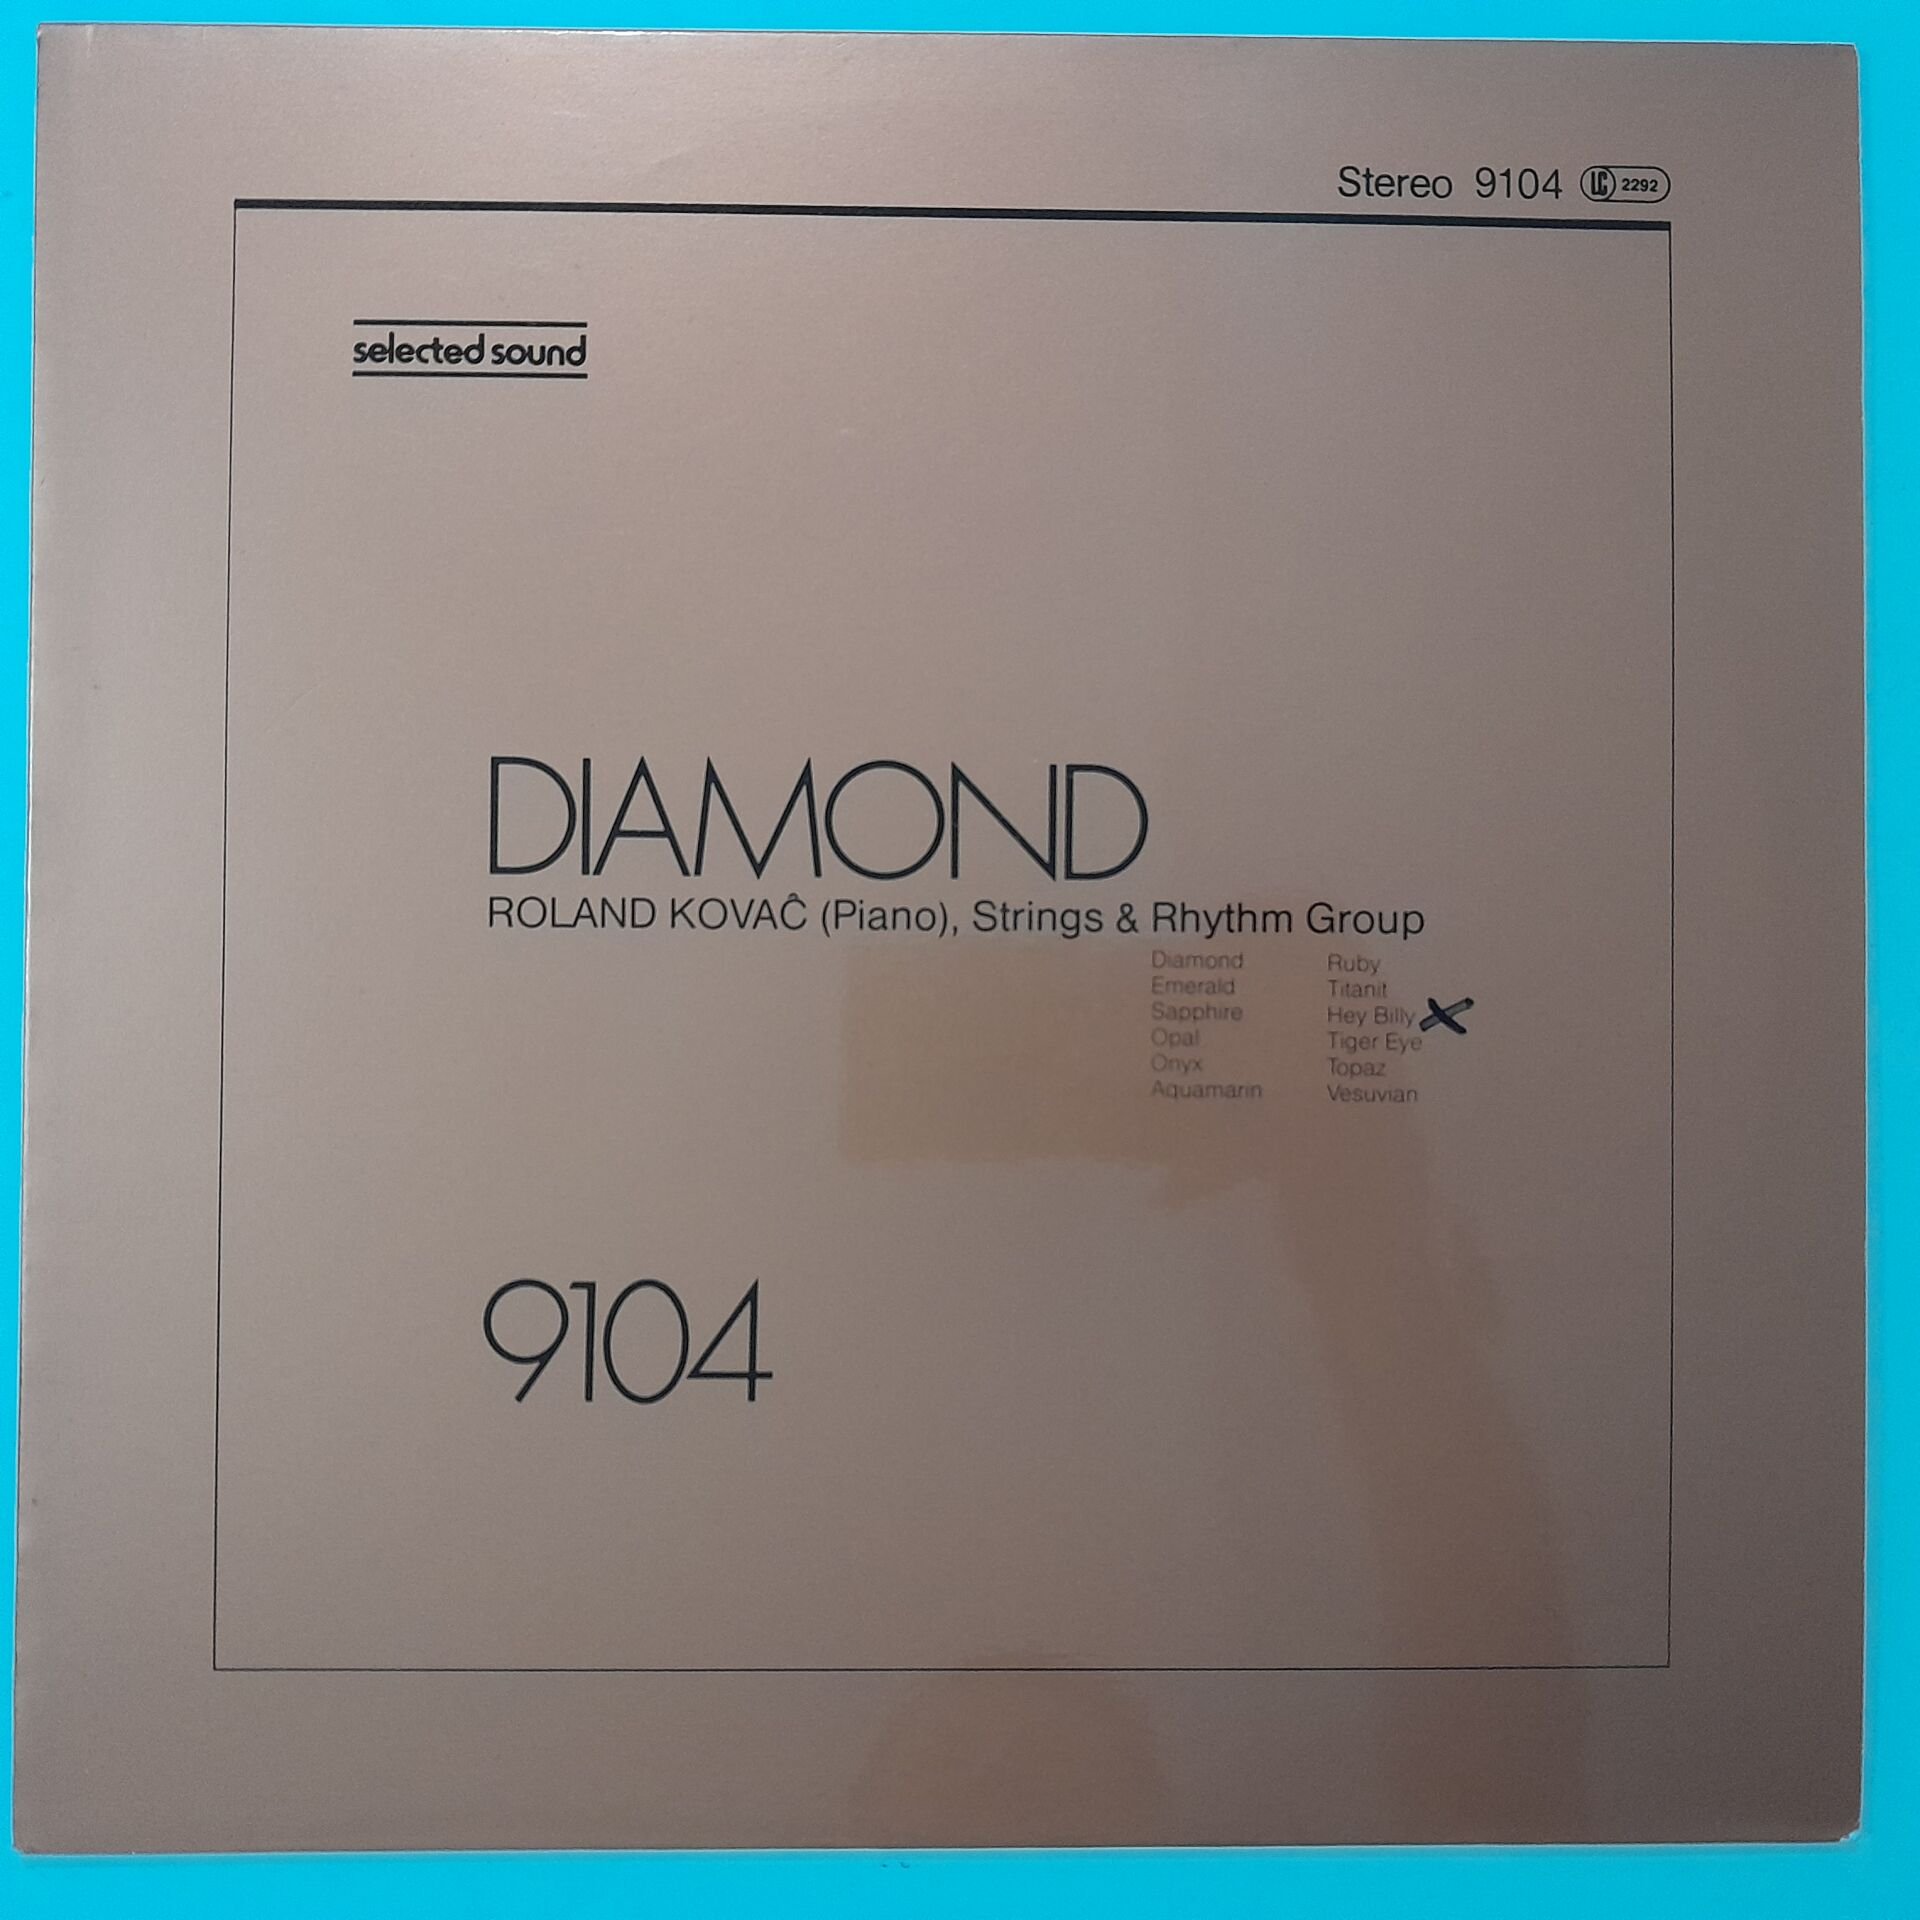 Stereo 9104 LC 2292
selected sound
DIAMOND
ROLAND KOVAĈ (Piano), Strings & Rhythm Group
Diamond
Emerald
Sapphire
Opal
Onyx
Aquamarin
Ruby
Titanit
Hey Billy
Tiger Eye
Topaz
Vesuvian
9104